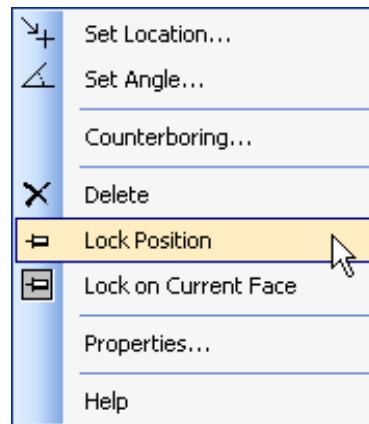 Set Location...
Set Angle...
Counterboring...
Delete
Lock Position
Lock on Current Face
Properties...
Help